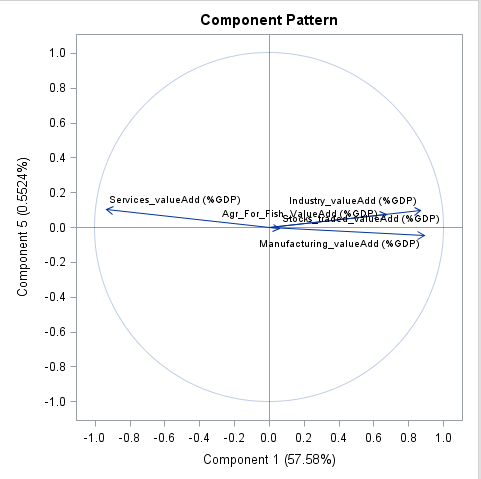 Component Pattern
1.0
0.8
0.6
0.4
0.2
0.0
-0.2
-0.4
-0.6
-0.8
-1.0
Component 5 (0.5524%)
Services_valueAdd (%GDP)
Industry_valueAdd (%GDP)
Agr_For_Fish_ValueAdd (%GDP)
Stocks_traded_valueAdd (%GDP)
Manufacturing_valueAdd (%GDP)
-1.0 -0.8 -0.6 -0.4 -0.2 0.0 0.2 0.4 0.6 0.8 1.0
Component 1 (57.58%)